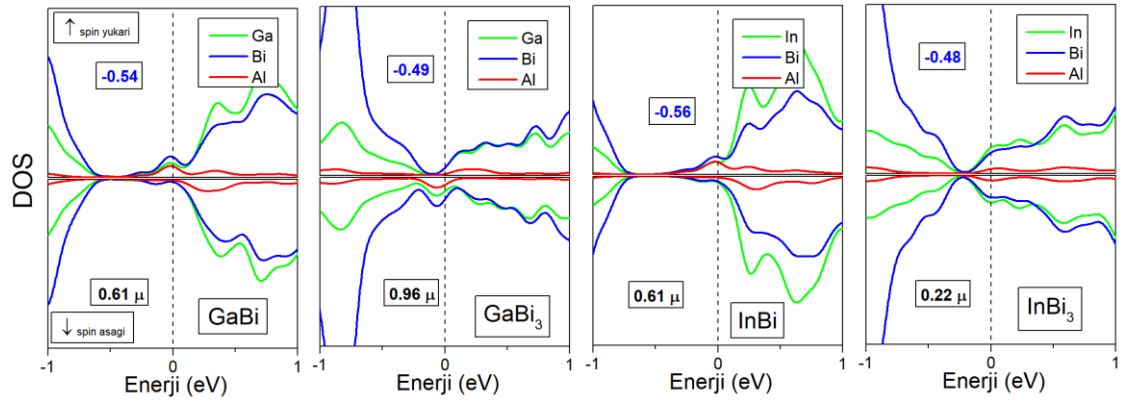 DOS
↑ spin yukari
-0.54
Ga
Bi
Al
0.61 μ
↓ spin asagi
GaBi
-1 0 1
Enerji (eV)
-0.49
Ga
Bi
Al
0.96 μ
GaBi₃
-1 0 1
Enerji (eV)
-0.56
In
Bi
Al
0.61 μ
InBi
-1 0 1
Enerji (eV)
-0.48
In
Bi
Al
0.22 μ
InBi₃
-1 0 1
Enerji (eV)